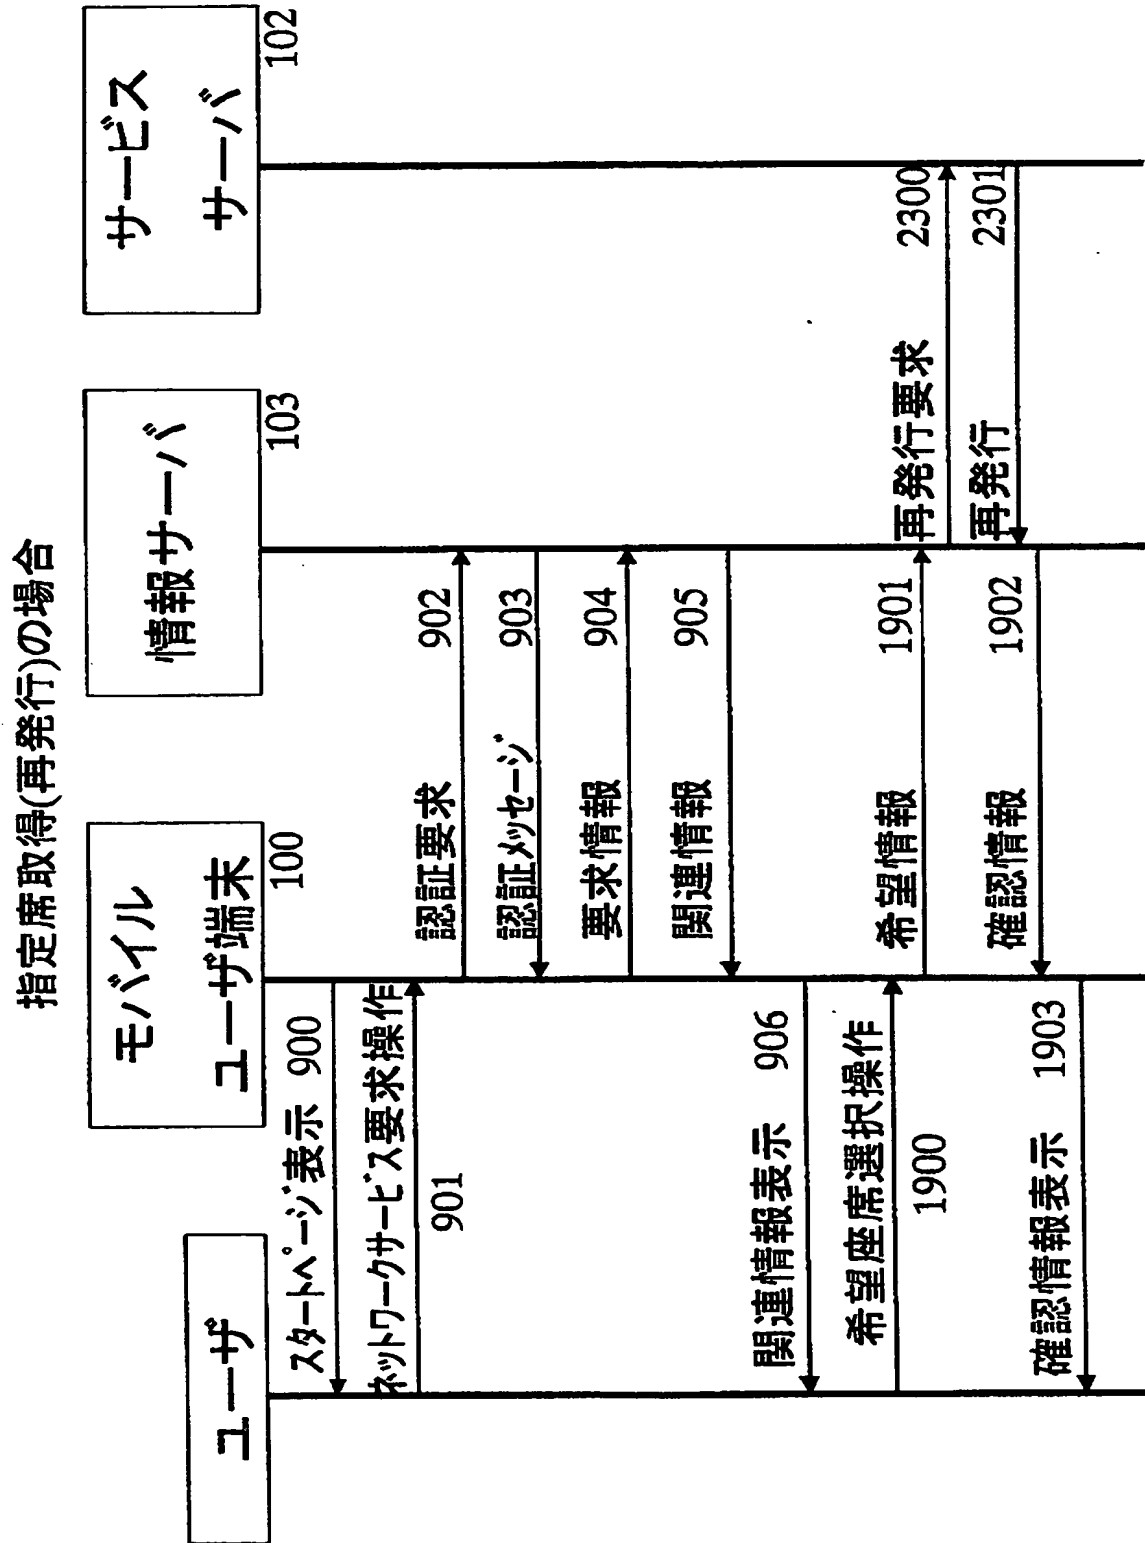 指定席取得(再発行)の場合
ユーザ
モバイル
ユーザ端末
100
情報サーバ
103
サービス
サーバ
102
スタートページ表示 900
ネットワークサービス要求操作
901
認証要求 902
認証メッセージ 903
要求情報 904
関連情報 905
関連情報表示 906
希望座席選択操作
1900
希望情報 1901
再発行要求 2300
再発行 2301
確認情報 1902
確認情報表示 1903